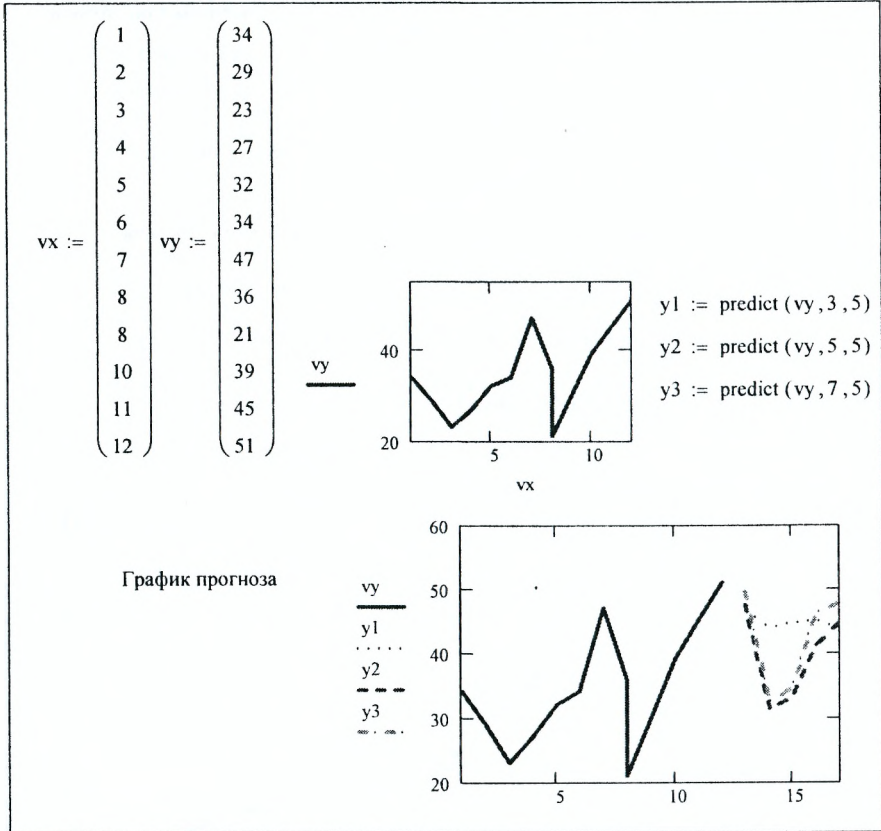 1 34
2 29
3 23
4 27
5 32
6 34
vx := vy :=
7 47
8 36
8 21
10 39
11 45
12 51
vy
40
20
5 10
vx
y1 := predict (vy , 3 , 5)
y2 := predict (vy , 5 , 5)
y3 := predict (vy , 7 , 5)
График прогноза
vy
y1
y2
y3
60
50
40
30
20
5 10 15